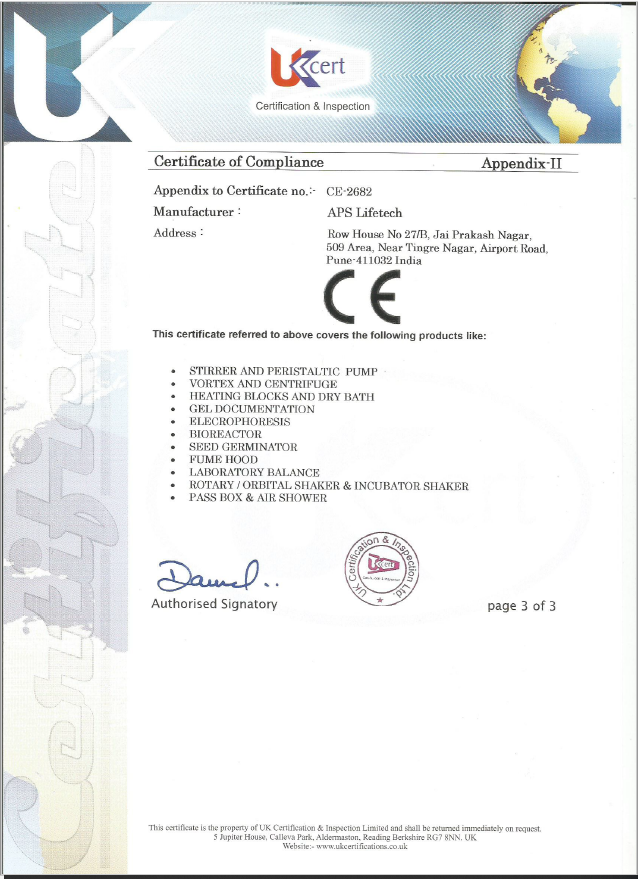 UK
UKcert
Certification & Inspection
Certificate of Compliance Appendix-II
Appendix to Certificate no.:- CE-2682
Manufacturer : APS Lifetech
Address : Row House No 27/B, Jai Prakash Nagar,
509 Area, Near Tingre Nagar, Airport Road,
Pune-411032 India
CE
This certificate referred to above covers the following products like:
• STIRRER AND PERISTALTIC PUMP
• VORTEX AND CENTRIFUGE
• HEATING BLOCKS AND DRY BATH
• GEL DOCUMENTATION
• ELECROPHORESIS
• BIOREACTOR
• SEED GERMINATOR
• FUME HOOD
• LABORATORY BALANCE
• ROTARY / ORBITAL SHAKER & INCUBATOR SHAKER
• PASS BOX & AIR SHOWER
UK Certification & Inspection Ltd.
UKcert
Authorised Signatory
page 3 of 3
Certificate
This certificate is the property of UK Certification & Inspection Limited and shall be returned immediately on request.
5 Jupiter House, Calleva Park, Aldermaston, Reading Berkshire RG7 8NN. UK
Website:- www.ukcertifications.co.uk